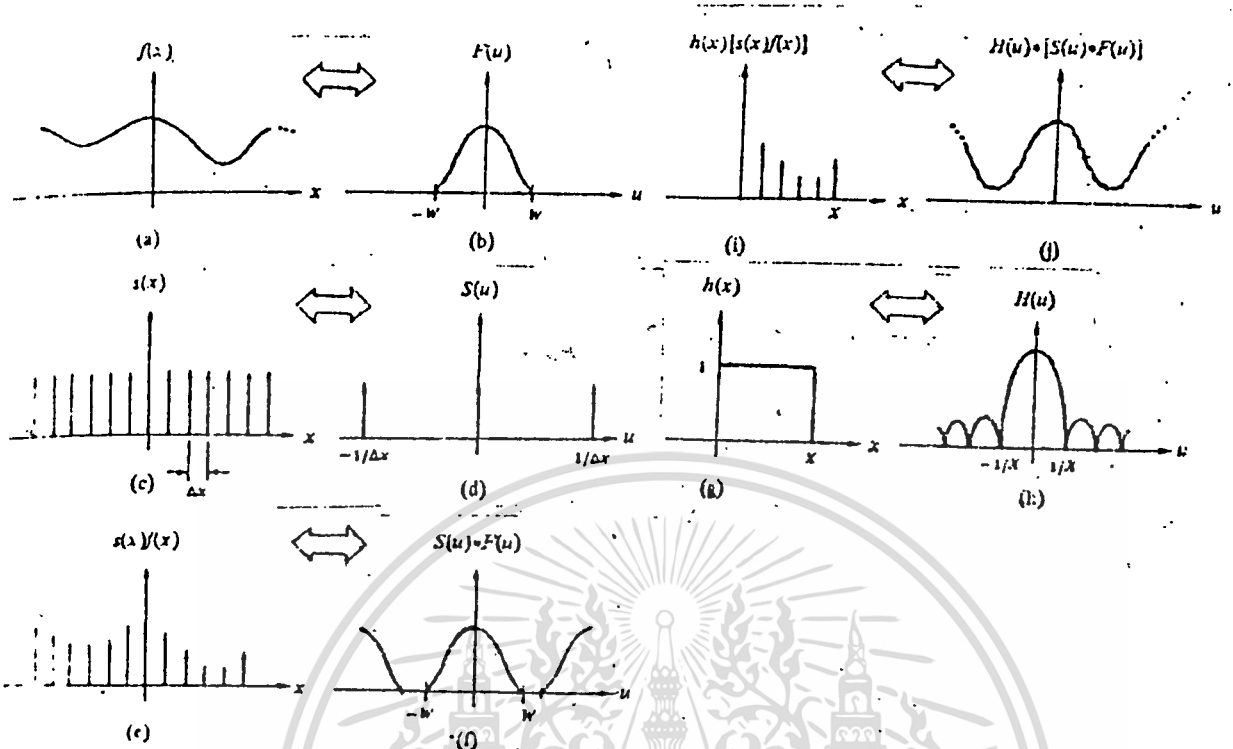 f(x)
F(u)
h(x)[s(x)f(x)]
H(u)*[S(u)*F(u)]
...
x
-W
W
u
X
x
u
(a)
(b)
(i)
(j)
s(x)
S(u)
h(x)
H(u)
1
x
-1/Δx
1/Δx
u
X
x
-1/X
1/X
u
Δx
(c)
(d)
(g)
(h)
s(x)f(x)
S(u)*F(u)
x
-W
W
u
(e)
(f)